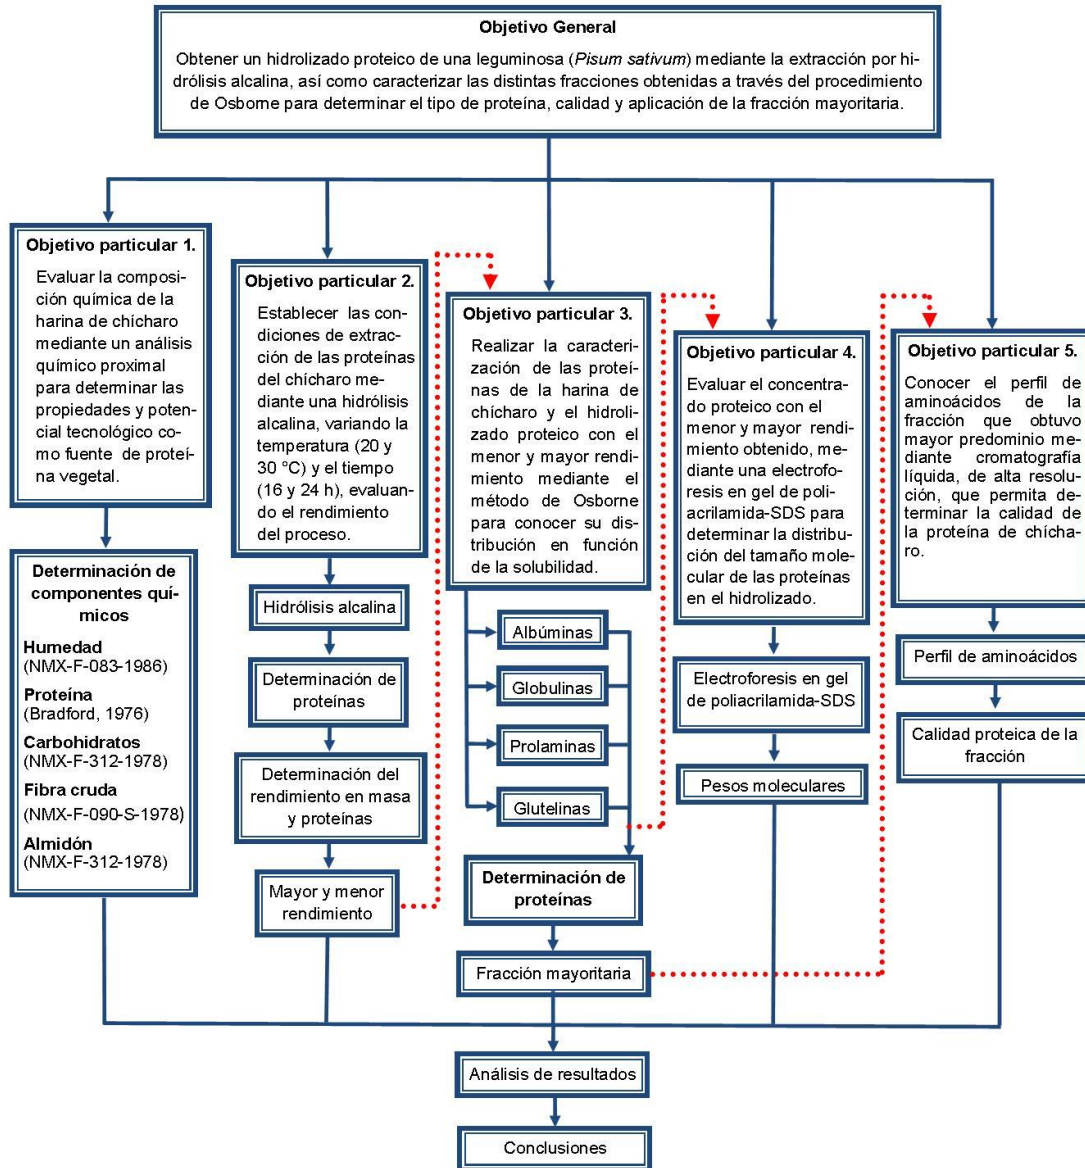 Objetivo General
Obtener un hidrolizado proteico de una leguminosa (Pisum sativum) mediante la extracción por hi-
drólisis alcalina, así como caracterizar las distintas fracciones obtenidas a través del procedimiento
de Osborne para determinar el tipo de proteína, calidad y aplicación de la fracción mayoritaria.
Objetivo particular 1.
Evaluar la composi-
ción química de la
harina de chícharo
mediante un análisis
químico proximal
para determinar las
propiedades y poten-
cial tecnológico co-
mo fuente de proteí-
na vegetal.
Determinación de
componentes quí-
micos
Humedad
(NMX-F-083-1986)
Proteína
(Bradford, 1976)
Carbohidratos
(NMX-F-312-1978)
Fibra cruda
(NMX-F-090-S-1978)
Almidón
(NMX-F-312-1978)
Objetivo particular 2.
Establecer las con-
diciones de extrac-
ción de las proteínas
del chícharo me-
diante una hidrólisis
alcalina, variando la
temperatura (20 y
30 °C) y el tiempo
(16 y 24 h), evaluan-
do el rendimiento
del proceso.
Hidrólisis alcalina
Determinación de
proteínas
Determinación del
rendimiento en masa
y proteínas
Mayor y menor
rendimiento
Objetivo particular 3.
Realizar la caracteri-
zación de las proteí-
nas de la harina de
chícharo y el hidroli-
zado proteico con el
menor y mayor rendi-
miento mediante el
método de Osborne
para conocer su dis-
tribución en función
de la solubilidad.
Albúminas
Globulinas
Prolaminas
Glutelinas
Determinación de
proteínas
Fracción mayoritaria
Objetivo particular 4.
Evaluar el concentra-
do proteico con el
menor y mayor rendi-
miento obtenido, me-
diante una electrofo-
resis en gel de poli-
acrilamida-SDS para
determinar la distribu-
ción del tamaño mole-
cular de las proteínas
en el hidrolizado.
Electroforesis en gel
de poliacrilamida-SDS
Pesos moleculares
Objetivo particular 5.
Conocer el perfil de
aminoácidos de la
fracción que obtuvo
mayor predominio me-
diante cromatografía
líquida, de alta resolu-
ción, que permita de-
terminar la calidad de
la proteína de chícha-
ro.
Perfil de aminoácidos
Calidad proteica de la
fracción
Análisis de resultados
Conclusiones